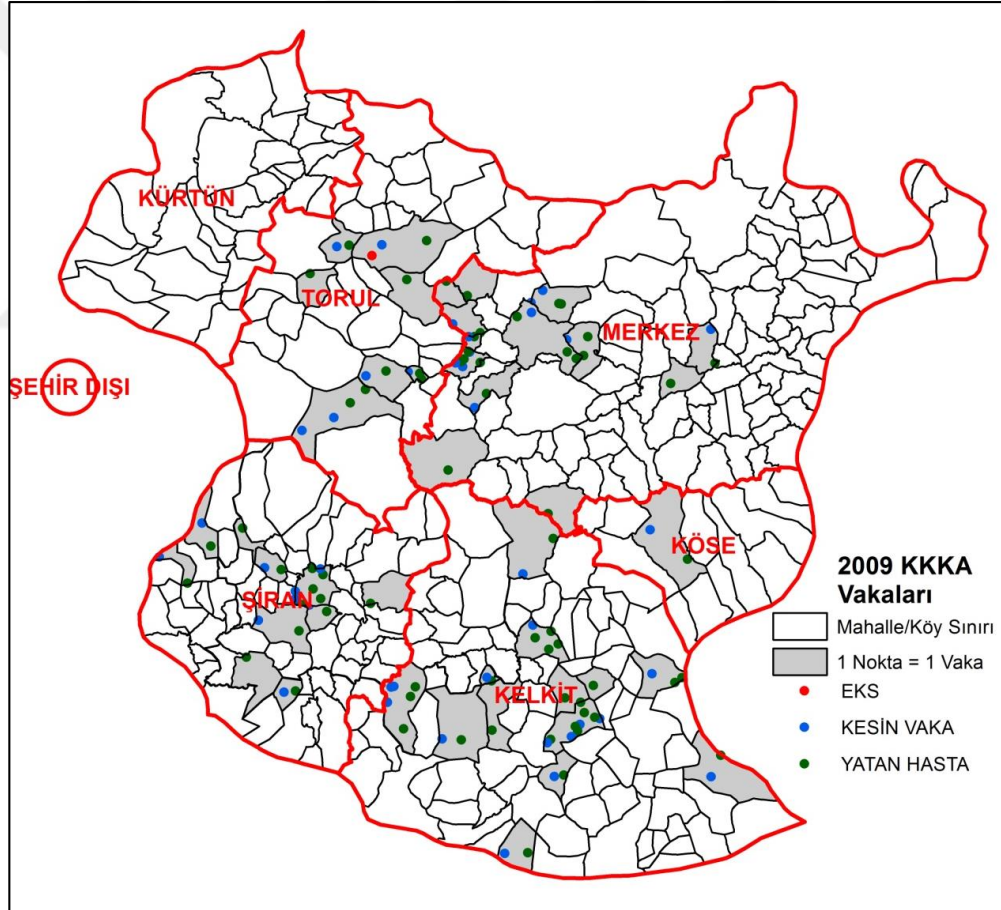 KÜRTÜN
TORUL
MERKEZ
ŞEHİR DIŞI
KÖSE
ŞİRAN
KELKİT
2009 KKKA
Vakaları
Mahalle/Köy Sınırı
1 Nokta = 1 Vaka
EKS
KESİN VAKA
YATAN HASTA